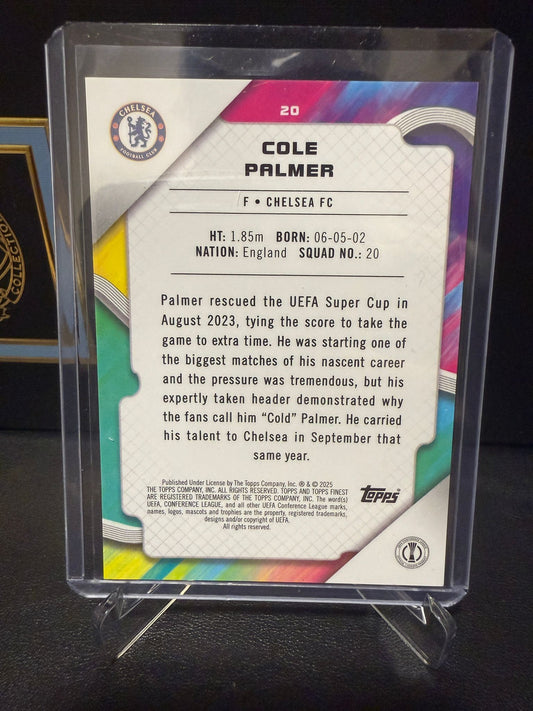 20
CHELSEA
FOOTBALL CLUB
COLE
PALMER
F • CHELSEA FC
HT: 1.85m BORN: 06-05-02
NATION: England SQUAD NO.: 20
Palmer rescued the UEFA Super Cup in
August 2023, tying the score to take the
game to extra time. He was starting one of
the biggest matches of his nascent career
and the pressure was tremendous, but his
expertly taken header demonstrated why
the fans call him “Cold” Palmer. He carried
his talent to Chelsea in September that
same year.
Published Under License by The Topps Company, Inc. ® & © 2025
THE TOPPS COMPANY, INC. ALL RIGHTS RESERVED. TOPPS AND TOPPS FINEST
ARE REGISTERED TRADEMARKS OF THE TOPPS COMPANY, INC. The word(s)
UEFA, CONFERENCE LEAGUE, and all other UEFA Conference League marks,
names, logos, mascots and trophies are the property, registered trademarks,
designs and/or copyright of UEFA.
All rights reserved.
Topps
COLLECTION